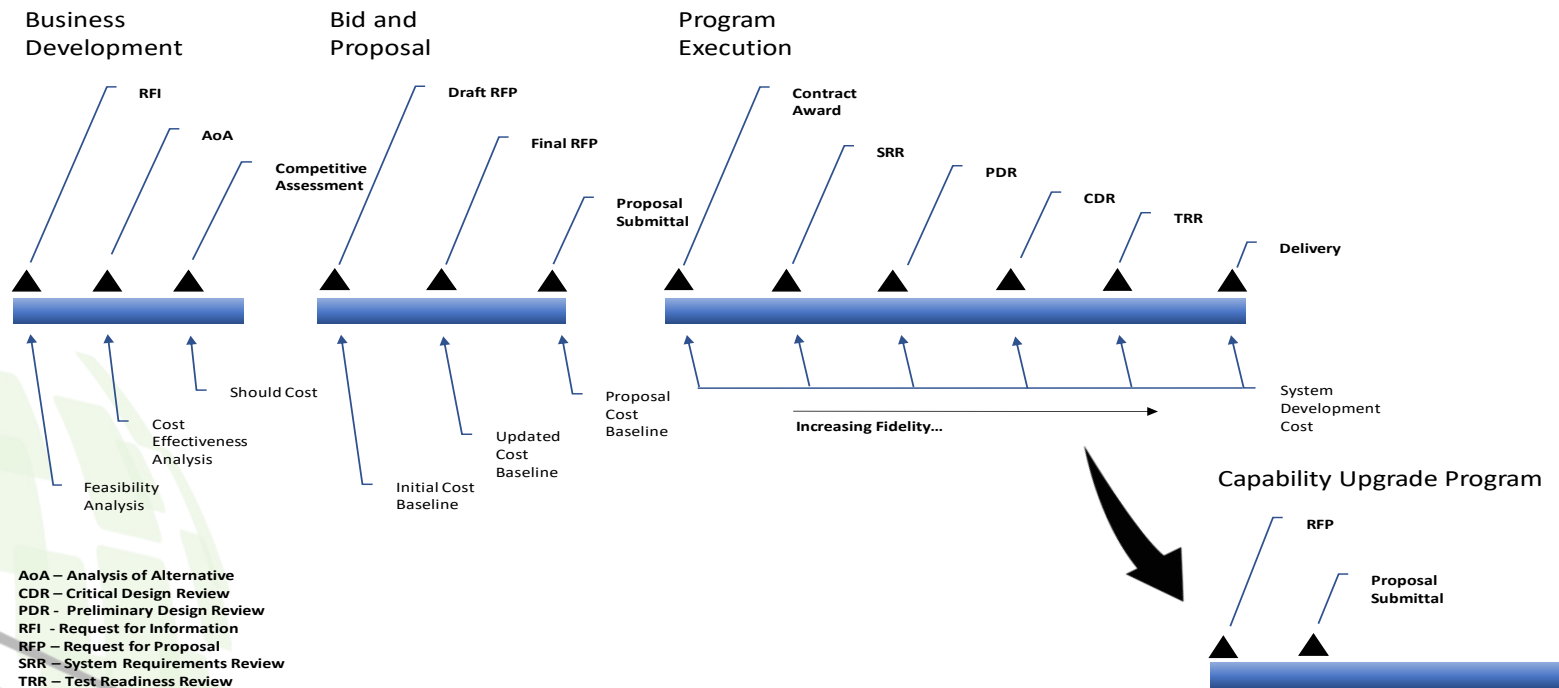 Business
Development
Bid and
Proposal
Program
Execution
RFI
AoA
Competitive
Assessment
Draft RFP
Final RFP
Proposal
Submittal
Contract
Award
SRR
PDR
CDR
TRR
Delivery
Feasibility
Analysis
Cost
Effectiveness
Analysis
Should Cost
Initial Cost
Baseline
Updated
Cost
Baseline
Proposal
Cost
Baseline
Increasing Fidelity...
System
Development
Cost
Capability Upgrade Program
RFP
Proposal
Submittal
AoA – Analysis of Alternative
CDR – Critical Design Review
PDR - Preliminary Design Review
RFI - Request for Information
RFP – Request for Proposal
SRR – System Requirements Review
TRR – Test Readiness Review